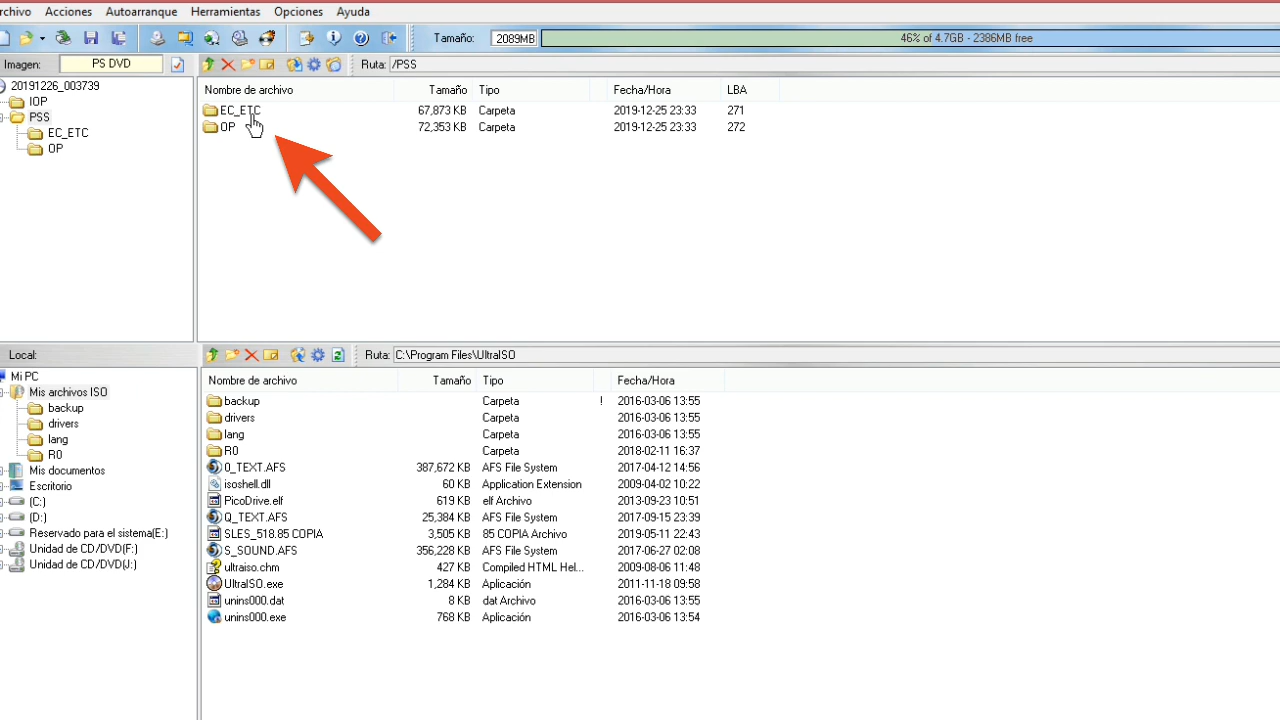 rchivo Acciones Autoarranque Herramientas Opciones Ayuda
Tamaño: 2089MB 46% of 4.7GB - 2386MB free
Imagen: PS DVD Ruta: /PSS
20191226_003739
IOP
PSS
EC_ETC
OP
Nombre de archivo Tamaño Tipo Fecha/Hora LBA
EC_ETC 67,873 KB Carpeta 2019-12-25 23:33 271
OP 72,353 KB Carpeta 2019-12-25 23:33 272
Local: Ruta: C:\Program Files\UltraISO
Mi PC
Mis archivos ISO
backup
drivers
lang
R0
Mis documentos
Escritorio
(C:)
(D:)
Reservado para el sistema(E:)
Unidad de CD/DVD(F:)
Unidad de CD/DVD(J:)
Nombre de archivo Tamaño Tipo Fecha/Hora
backup Carpeta ! 2016-03-06 13:55
drivers Carpeta 2016-03-06 13:55
lang Carpeta 2016-03-06 13:55
R0 Carpeta 2018-02-11 16:37
0_TEXT.AFS 387,672 KB AFS File System 2017-04-12 14:56
isoshell.dll 60 KB Application Extension 2009-04-02 10:22
PicoDrive.elf 619 KB elf Archivo 2013-09-23 10:51
Q_TEXT.AFS 25,384 KB AFS File System 2017-09-15 23:39
SLES_518.85 COPIA 3,505 KB 85 COPIA Archivo 2019-05-11 22:43
S_SOUND.AFS 356,228 KB AFS File System 2017-06-27 02:08
ultraiso.chm 427 KB Compiled HTML Hel... 2009-08-06 11:48
UltraISO.exe 1,284 KB Aplicación 2011-11-18 09:58
unins000.dat 8 KB dat Archivo 2016-03-06 13:55
unins000.exe 768 KB Aplicación 2016-03-06 13:54